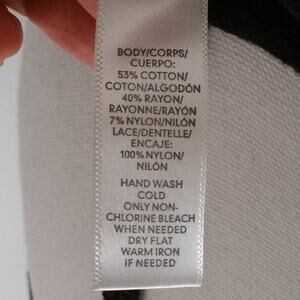 BODY/CORPS/
CUERPO:
53% COTTON/
COTON/ALGODÓN
40% RAYON/
RAYONNE/RAYÓN
7% NYLON/NILÓN
LACE/DENTELLE/
ENCAJE:
100% NYLON/
NILÓN
HAND WASH
COLD
ONLY NON-
CHLORINE BLEACH
WHEN NEEDED
DRY FLAT
WARM IRON
IF NEEDED